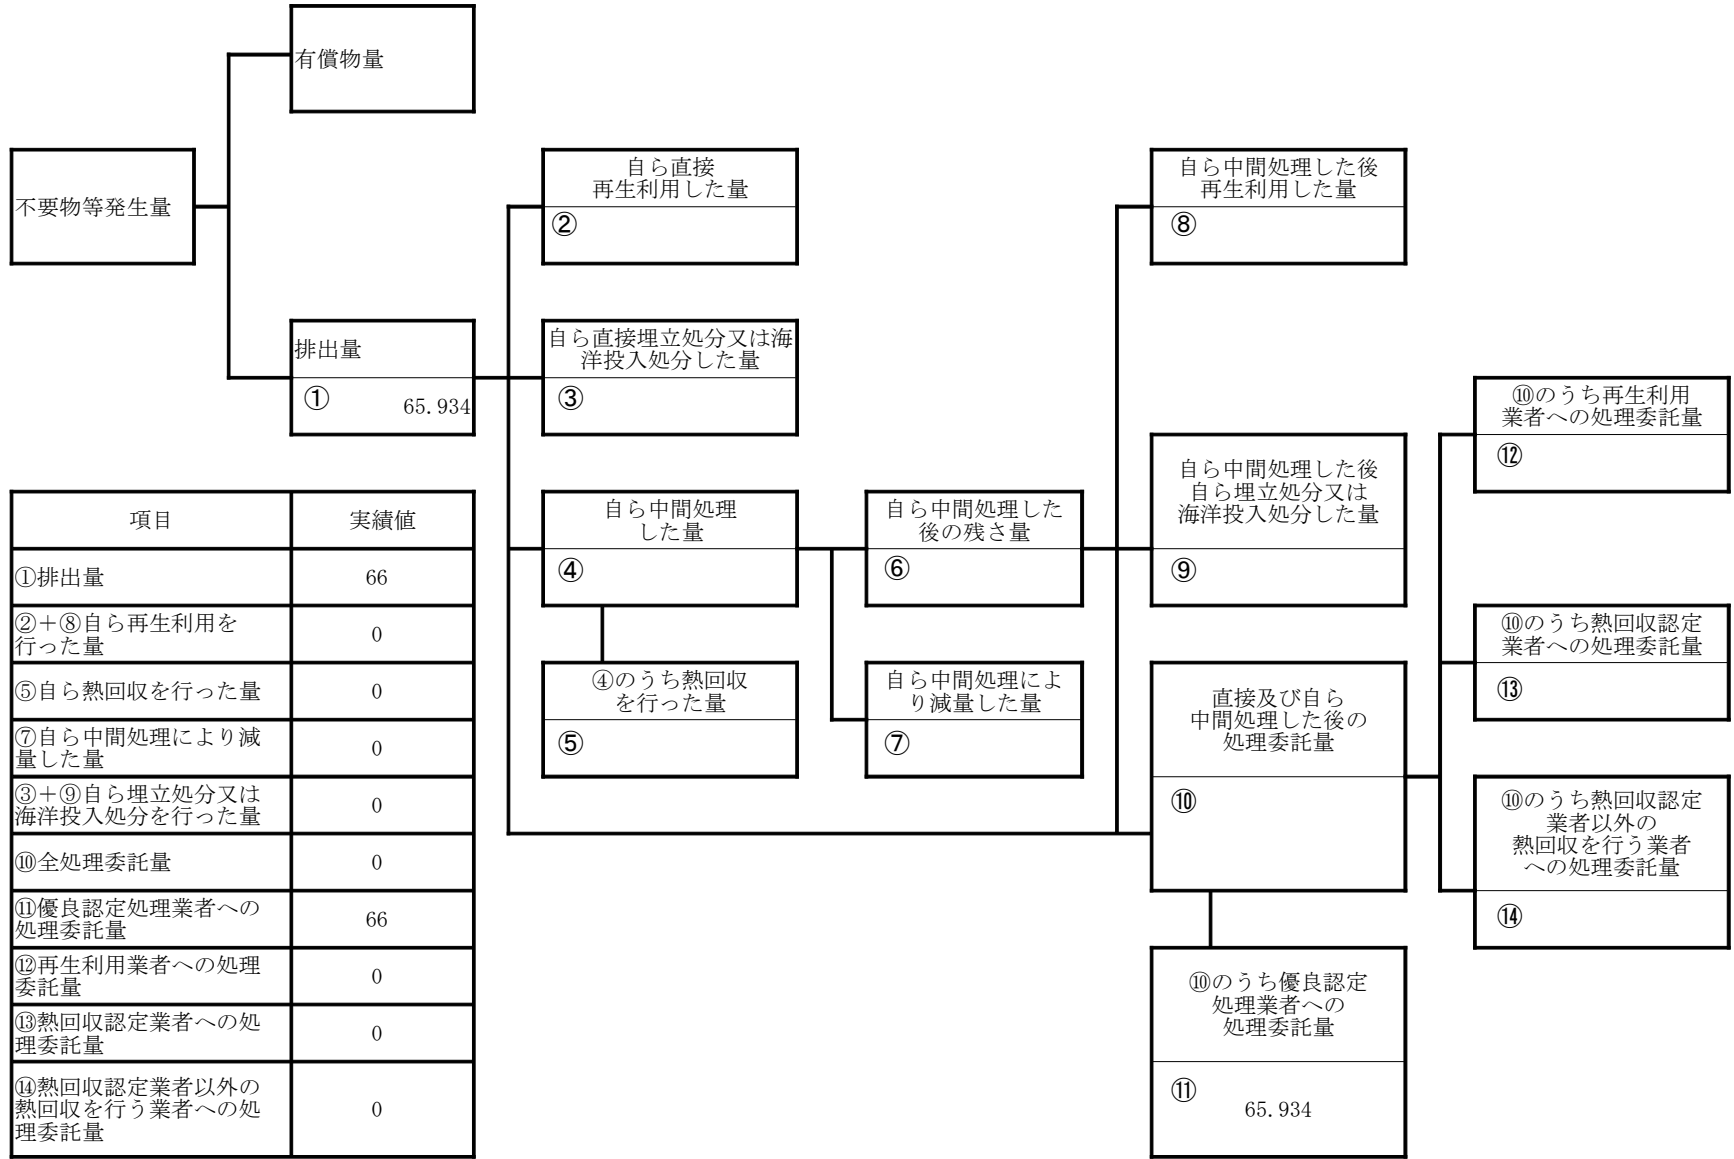 有償物量
不要物等発生量
自ら直接
再生利用した量
②
自ら中間処理した後
再生利用した量
⑧
排出量
① 65.934
自ら直接埋立処分又は海
洋投入処分した量
③
⑩のうち再生利用
業者への処理委託量
⑫
自ら中間処理
した量
④
自ら中間処理した
後の残さ量
⑥
自ら中間処理した後
自ら埋立処分又は
海洋投入処分した量
⑨
⑩のうち熱回収認定
業者への処理委託量
⑬
④のうち熱回収
を行った量
⑤
自ら中間処理によ
り減量した量
⑦
直接及び自ら
中間処理した後の
処理委託量
⑩
⑩のうち熱回収認定
業者以外の
熱回収を行う業者
への処理委託量
⑭
⑩のうち優良認定
処理業者への
処理委託量
⑪
65.934
項目 実績値
①排出量 66
②＋⑧自ら再生利用を
行った量 0
⑤自ら熱回収を行った量 0
⑦自ら中間処理により減
量した量 0
③＋⑨自ら埋立処分又は
海洋投入処分を行った量 0
⑩全処理委託量 0
⑪優良認定処理業者への
処理委託量 66
⑫再生利用業者への処理
委託量 0
⑬熱回収認定業者への処
理委託量 0
⑭熱回収認定業者以外の
熱回収を行う業者への処
理委託量 0